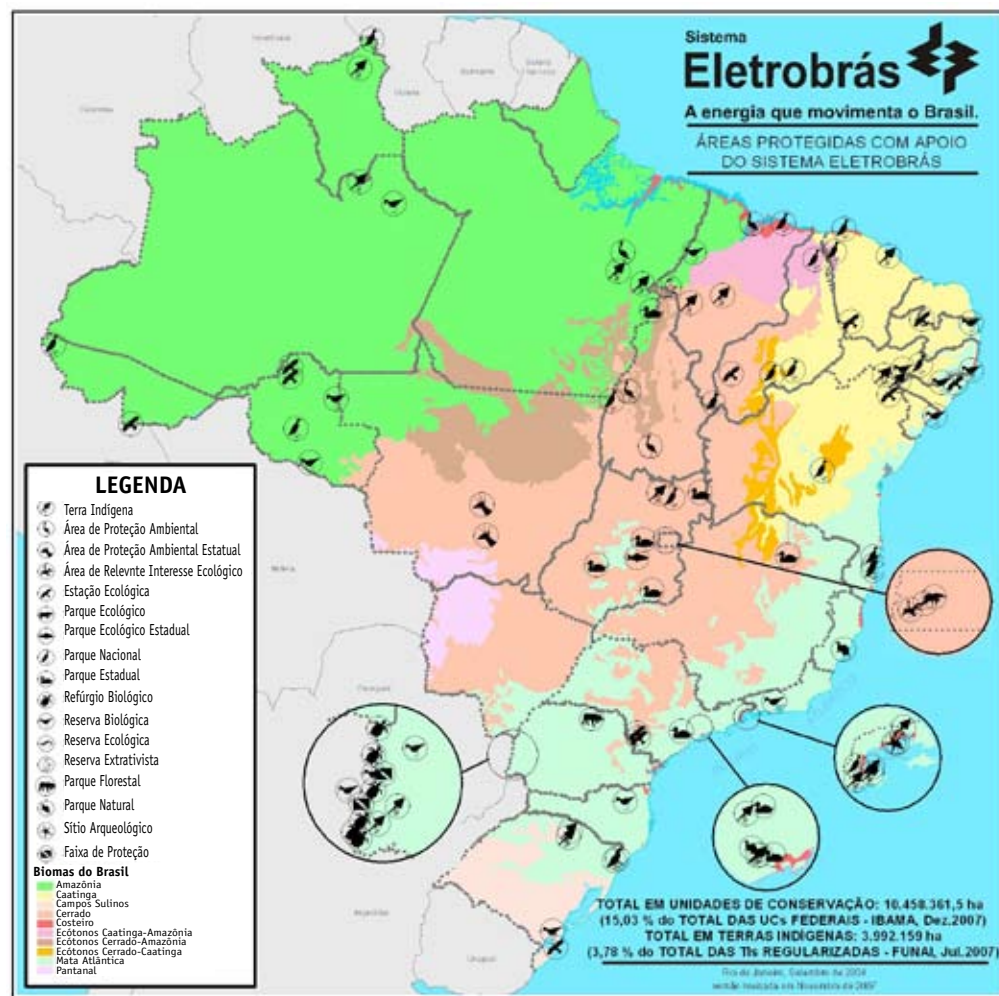 Sistema
Eletrobrás
A energia que movimenta o Brasil.
ÁREAS PROTEGIDAS COM APOIO
DO SISTEMA ELETROBRÁS
LEGENDA
Terra Indígena
Área de Proteção Ambiental
Área de Proteção Ambiental Estatual
Área de Relevnte Interesse Ecológico
Estação Ecológica
Parque Ecológico
Parque Ecológico Estadual
Parque Nacional
Parque Estadual
Refúrgio Biológico
Reserva Biológica
Reserva Ecológica
Reserva Extrativista
Parque Florestal
Parque Natural
Sítio Arqueológico
Faixa de Proteção
Biomas do Brasil
Amazônia
Caatinga
Campos Sulinos
Cerrado
Costeiro
Ecótonos Caatinga-Amazônia
Ecótonos Cerrado-Amazônia
Ecótonos Cerrado-Caatinga
Mata Atlântica
Pantanal
TOTAL EM UNIDADES DE CONSERVAÇÃO: 10.458.361,5 ha
(15,03 % do TOTAL DAS UCs FEDERAIS - IBAMA, Dez.2007)
TOTAL EM TERRAS INDÍGENAS: 3.992.159 ha
(3,78 % do TOTAL DAS TIs REGULARIZADAS - FUNAI, Jul.2007)